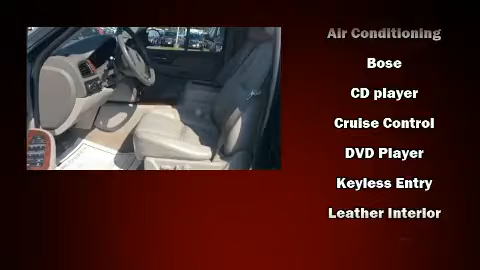 Air Conditioning
Bose
CD player
Cruise Control
DVD Player
Keyless Entry
Leather Interior